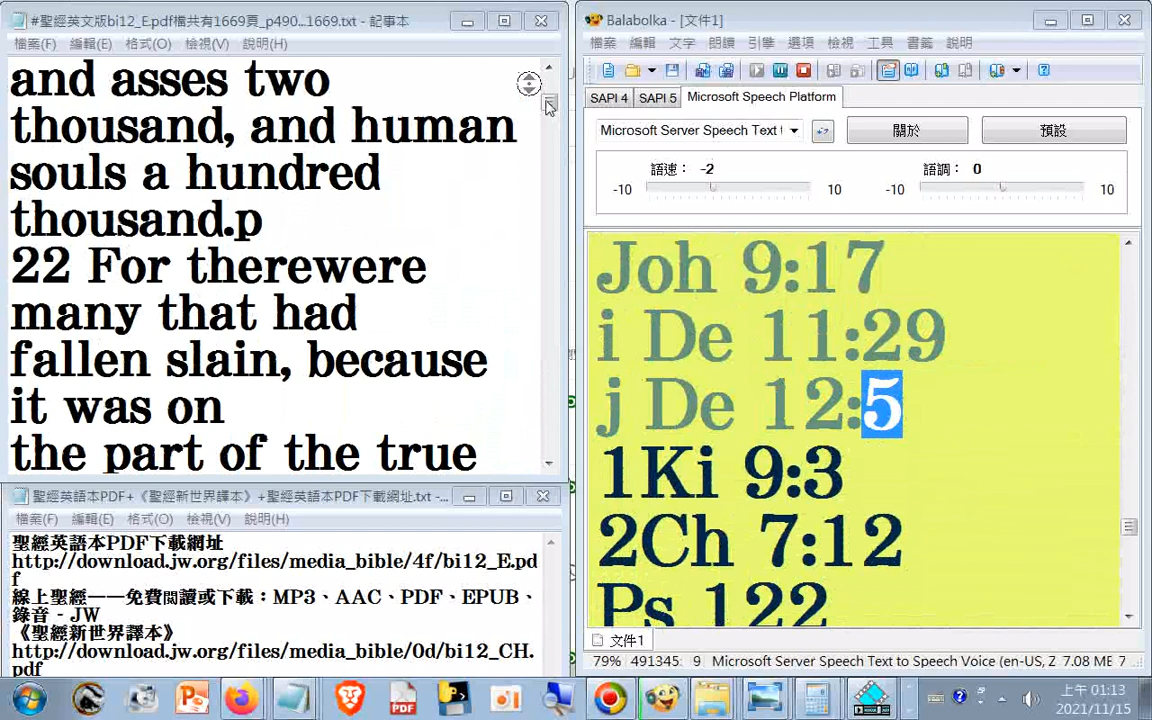 #聖經英文版bi12_E.pdf檔共有1669頁_p490...1669.txt - 記事本
檔案(F) 編輯(E) 格式(O) 檢視(V) 說明(H)
and asses two
thousand, and human
souls a hundred
thousand.p
22 For therewere
many that had
fallen slain, because
it was on
the part of the true
聖經英語本PDF+《聖經新世界譯本》+聖經英語本PDF下載網址.txt -...
檔案(F) 編輯(E) 格式(O) 檢視(V) 說明(H)
聖經英語本PDF下載網址
http://download.jw.org/files/media_bible/4f/bi12_E.pd
f
線上聖經——免費閱讀或下載：MP3、AAC、PDF、EPUB、
錄音 - JW
《聖經新世界譯本》
http://download.jw.org/files/media_bible/0d/bi12_CH.
pdf
Balabolka - [文件1]
檔案 編輯 文字 朗讀 引擎 選項 檢視 工具 書籤 說明
SAPI 4 SAPI 5 Microsoft Speech Platform
Microsoft Server Speech Text 關於 預設
語速： -2 語調： 0
-10 10 -10 10
Joh 9:17
i De 11:29
j De 12:5
1Ki 9:3
2Ch 7:12
Ps 122
文件1
79% 491345: 9 Microsoft Server Speech Text to Speech Voice (en-US, Z 7.08 ME 7
上午 01:13
2021/11/15